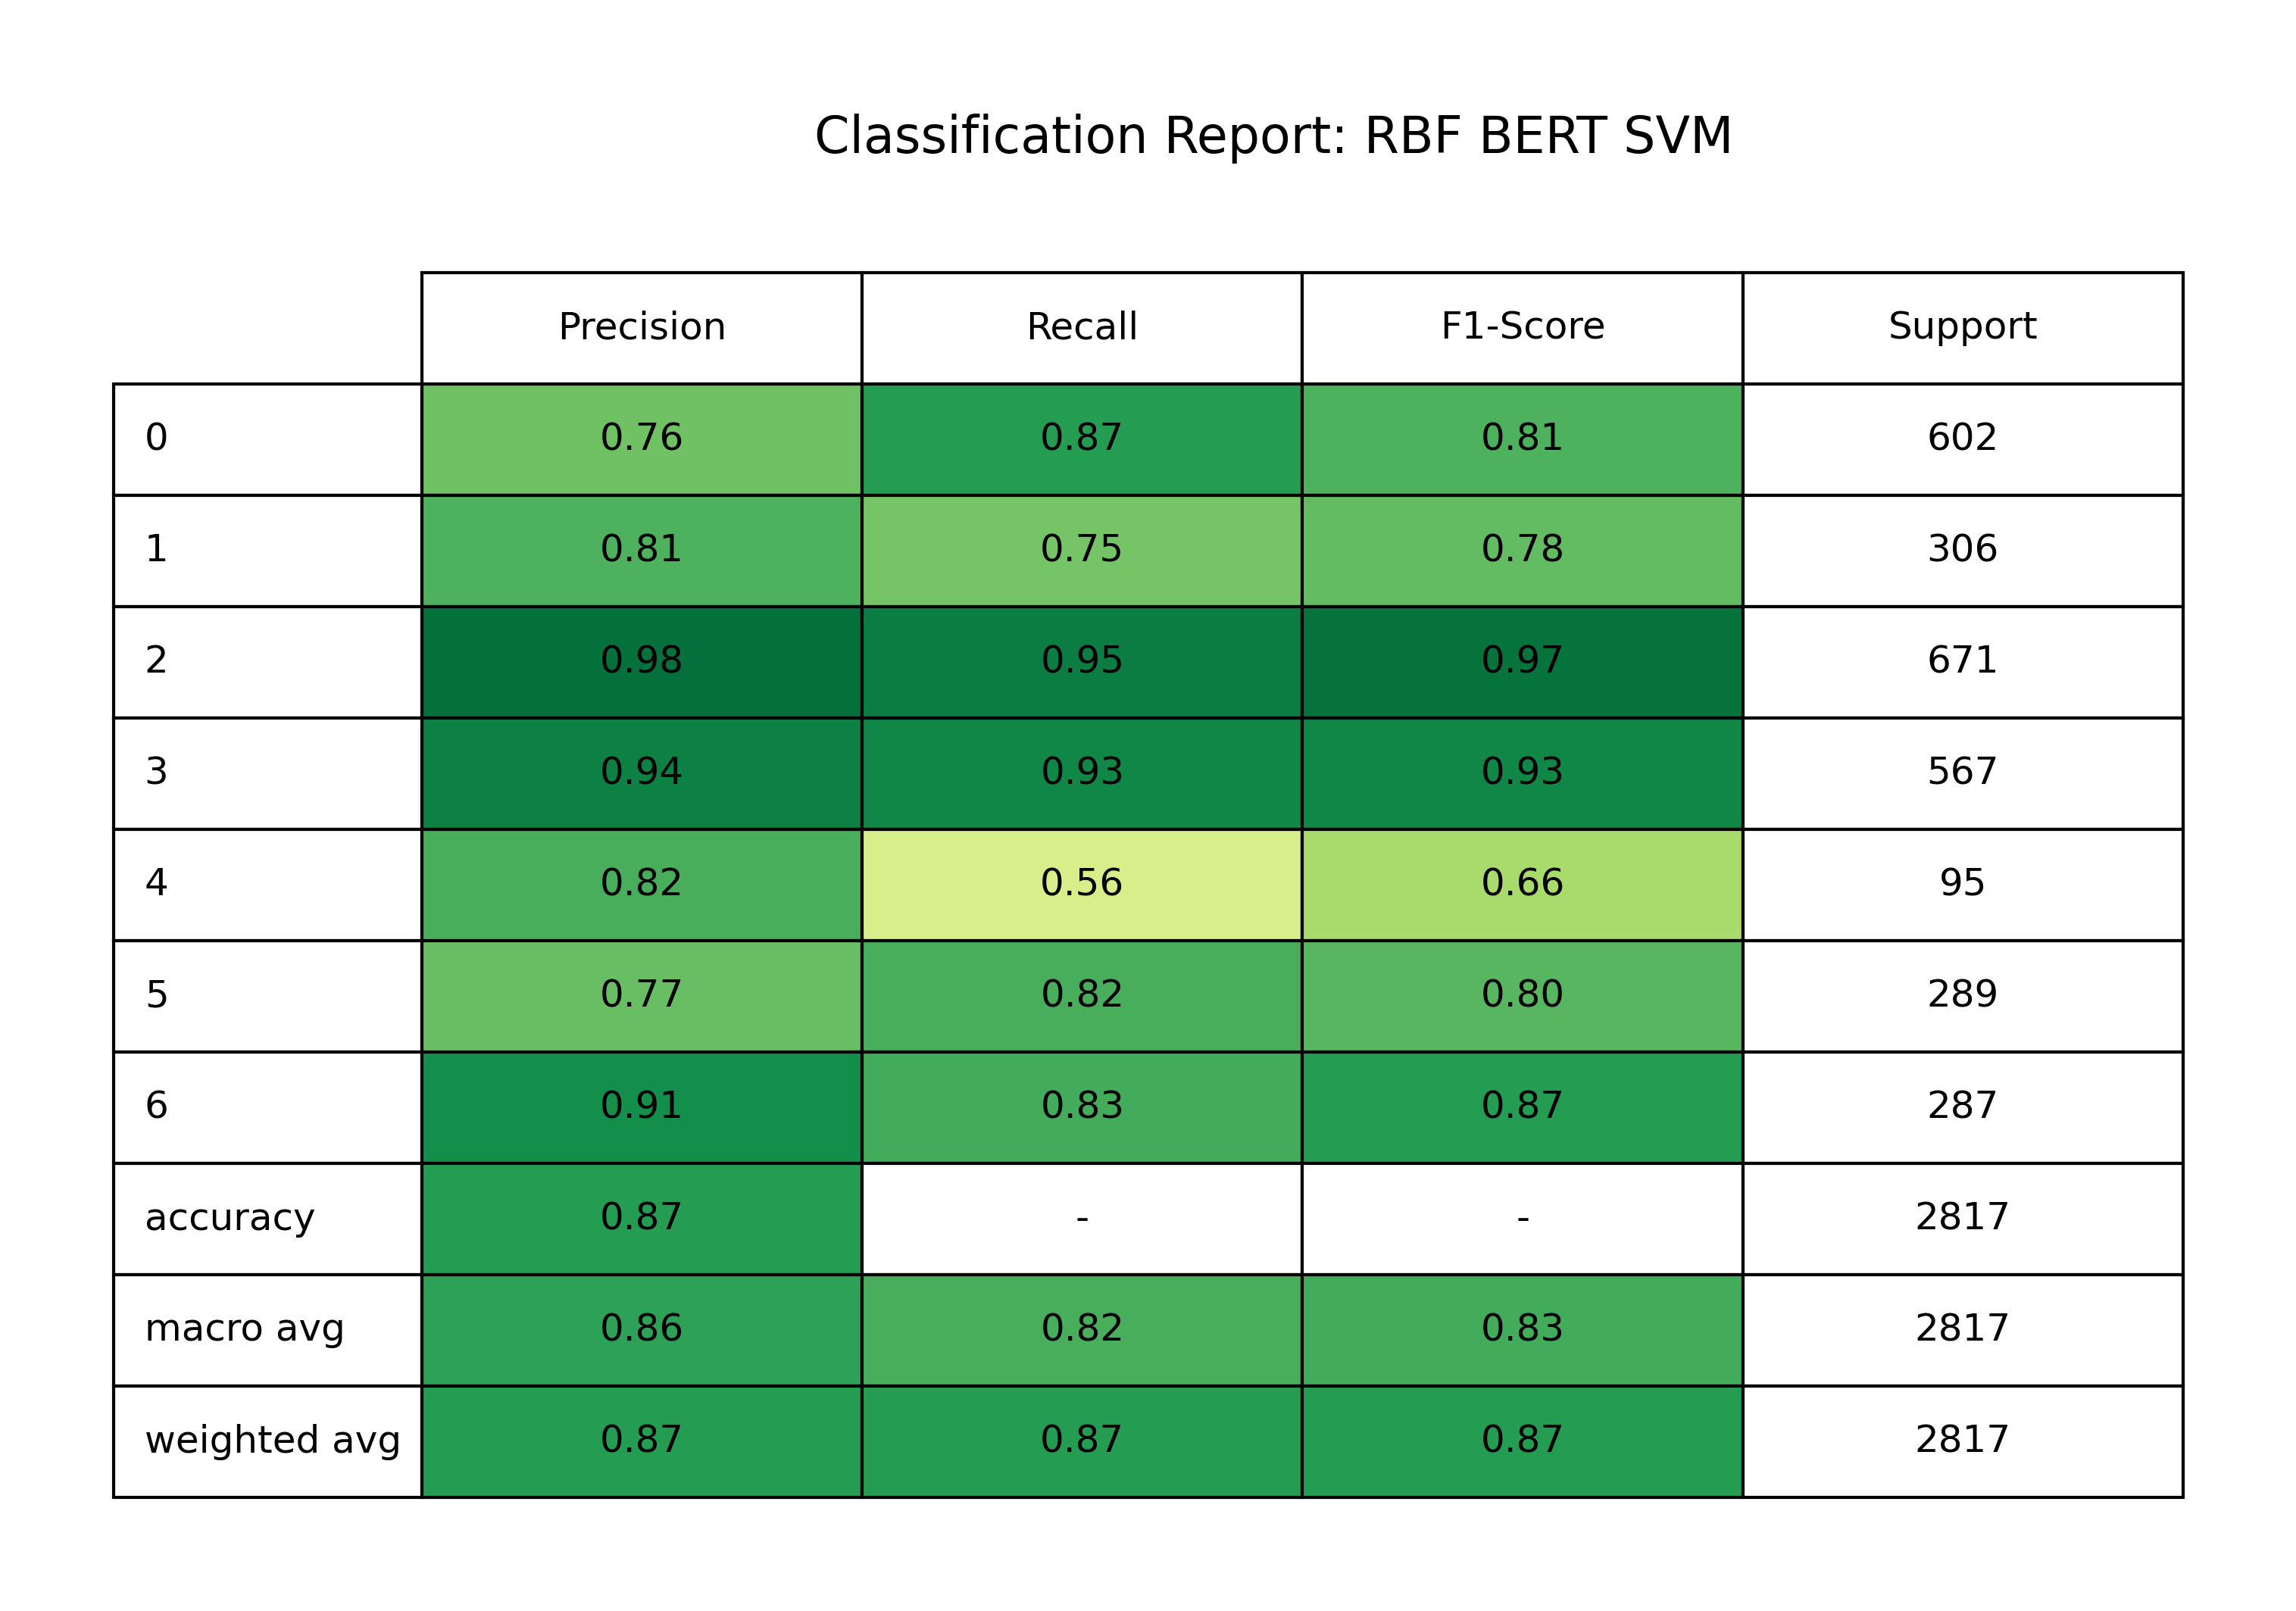 Classification Report: RBF BERT SVM
Precision Recall F1-Score Support
0 0.76 0.87 0.81 602
1 0.81 0.75 0.78 306
2 0.98 0.95 0.97 671
3 0.94 0.93 0.93 567
4 0.82 0.56 0.66 95
5 0.77 0.82 0.80 289
6 0.91 0.83 0.87 287
accuracy 0.87 - - 2817
macro avg 0.86 0.82 0.83 2817
weighted avg 0.87 0.87 0.87 2817